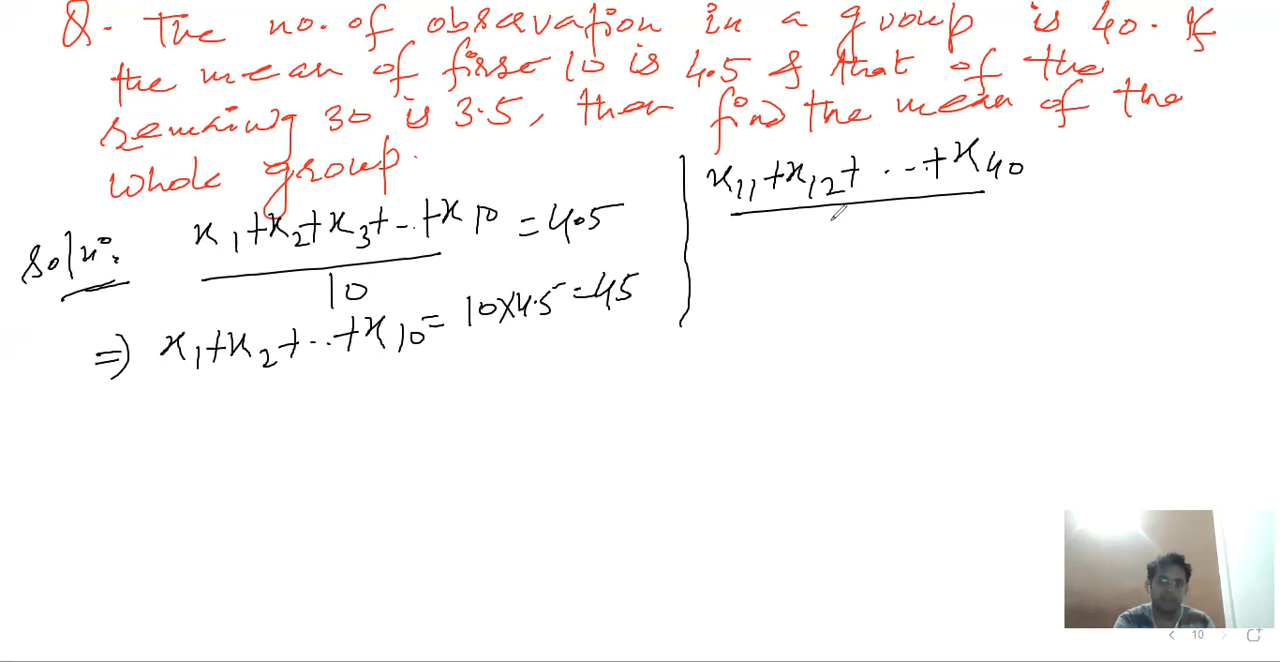 Q. The no. of observation in a group is 40. If
the mean of first 10 is 4.5 & that of the
remaining 30 is 3.5, then find the mean of the
whole group.
Soln:
x1+x2+x3+...+x10 = 4.5
10
=> x1+x2+...+x10 = 10×4.5 = 45
x11+x12+...+x40
10